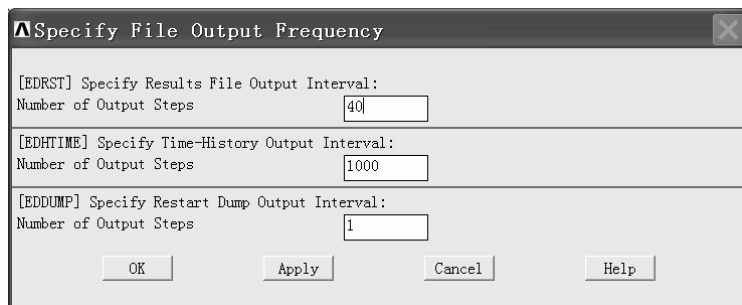 Specify File Output Frequency
[EDRST] Specify Results File Output Interval:
Number of Output Steps 40
[EDHTIME] Specify Time-History Output Interval:
Number of Output Steps 1000
[EDDUMP] Specify Restart Dump Output Interval:
Number of Output Steps 1
OK Apply Cancel Help